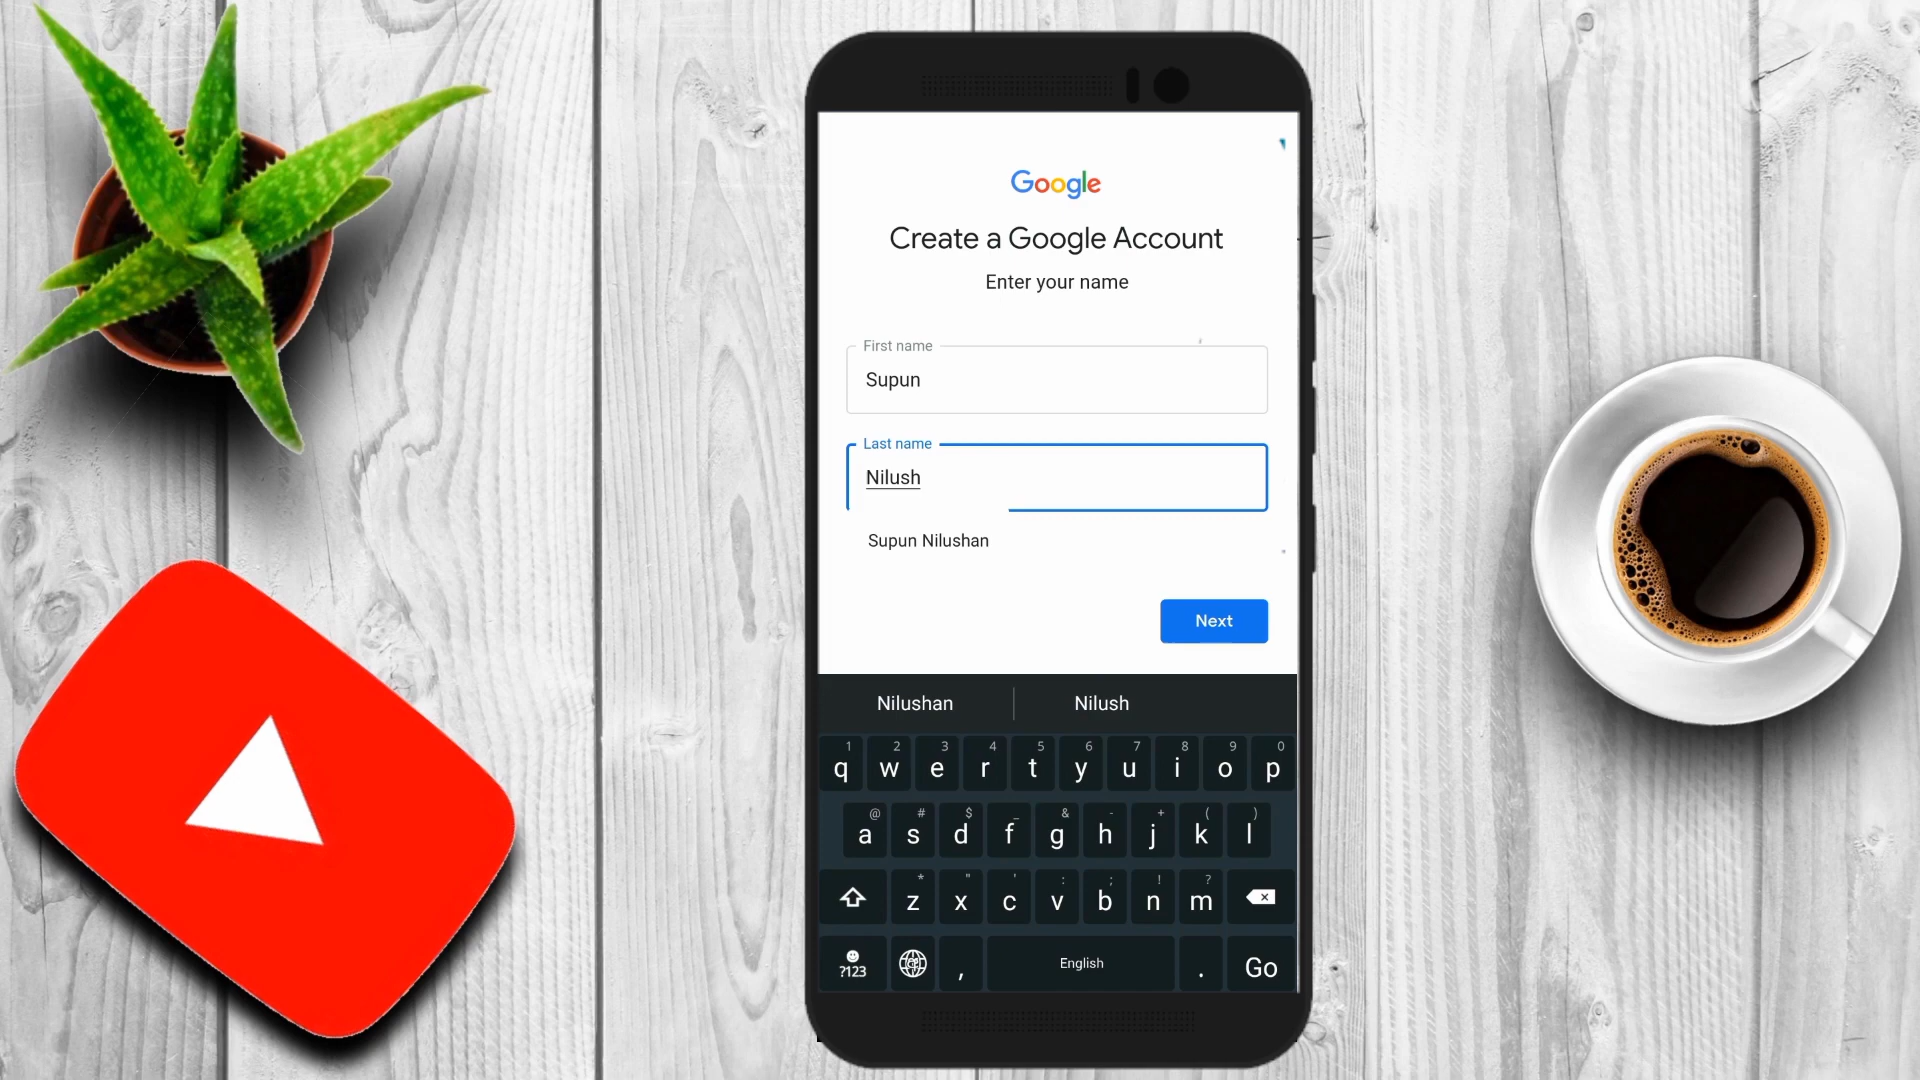 Google
Create a Google Account
Enter your name
First name
Supun
Last name
Nilush
Supun Nilushan
Next
Nilushan Nilush
1 2 3 4 5 6 7 8 9 0
q w e r t y u i o p
@ # $ _ & - + ( )
a s d f g h j k l
* " ' : ; ! ?
z x c v b n m
?123 , English . Go